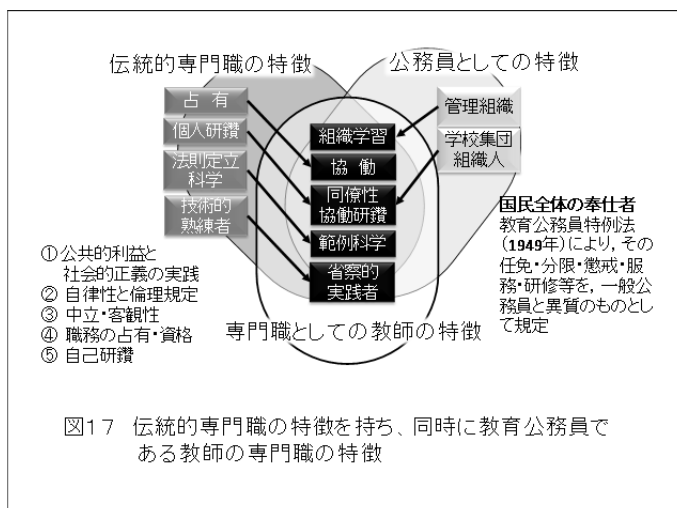 伝統的専門職の特徴
公務員としての特徴
占 有
個人研鑽
法則定立
科学
技術的
熟練者
組織学習
協 働
同僚性
協働研鑽
範例科学
省察的
実践者
管理組織
学校集団
組織人
①公共的利益と
社会的正義の実践
② 自律性と倫理規定
③ 中立・客観性
④ 職務の占有・資格
⑤ 自己研鑽
国民全体の奉仕者
教育公務員特例法
(1949年)により,その
任免・分限・懲戒・服
務・研修等を,一般公
務員と異質のものとし
て規定
専門職としての教師の特徴
図17 伝統的専門職の特徴を持ち、同時に教育公務員で
ある教師の専門職の特徴